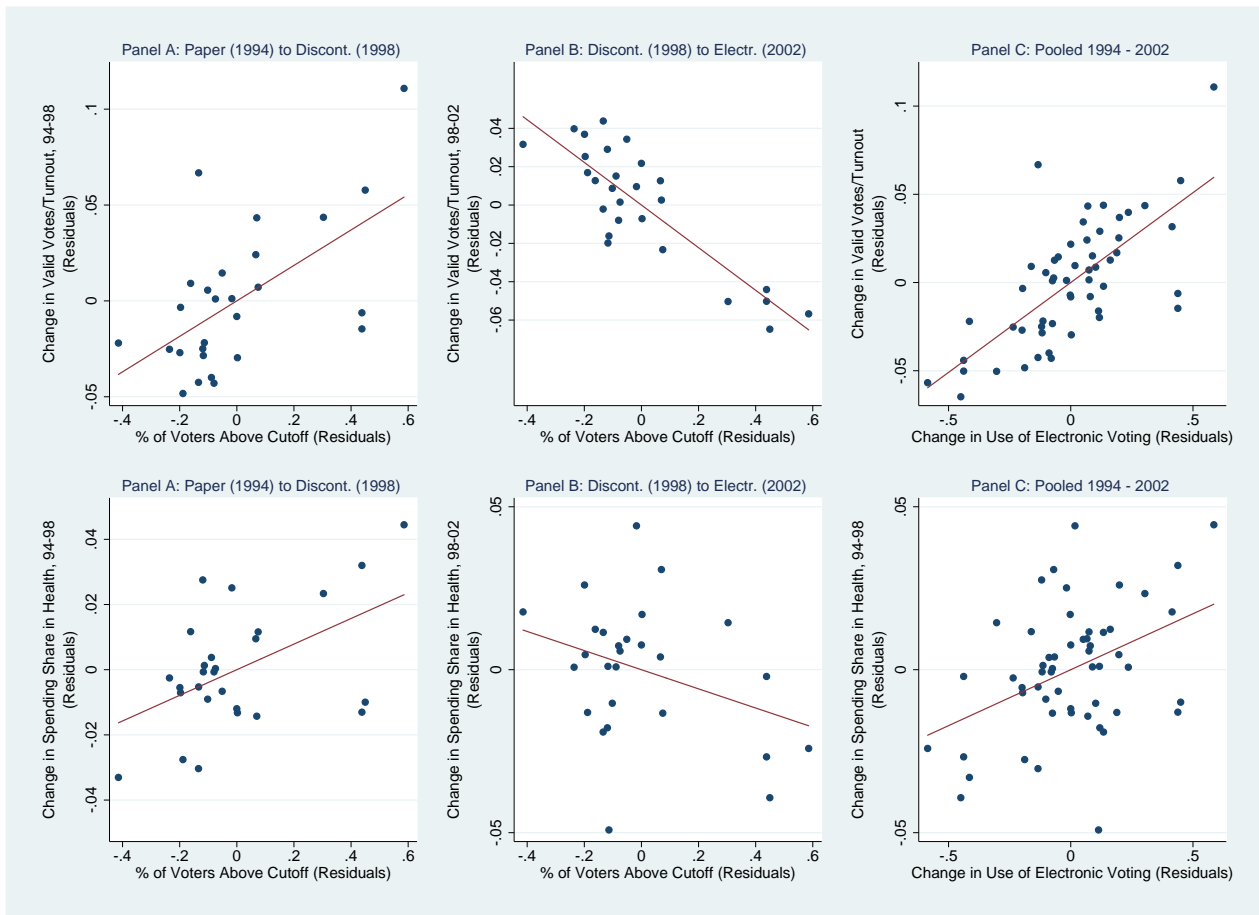 Panel A: Paper (1994) to Discont. (1998)
Change in Valid Votes/Turnout, 94-98
(Residuals)
.1
.05
0
-.05
-.4 -.2 0 .2 .4 .6
% of Voters Above Cutoff (Residuals)
Panel B: Discont. (1998) to Electr. (2002)
Change in Valid Votes/Turnout, 98-02
(Residuals)
.04
.02
0
-.02
-.04
-.06
-.4 -.2 0 .2 .4 .6
% of Voters Above Cutoff (Residuals)
Panel C: Pooled 1994 - 2002
Change in Valid Votes/Turnout
(Residuals)
.1
.05
0
-.05
-.5 0 .5
Change in Use of Electronic Voting (Residuals)
Panel A: Paper (1994) to Discont. (1998)
Change in Spending Share in Health, 94-98
(Residuals)
.04
.02
0
-.02
-.04
-.4 -.2 0 .2 .4 .6
% of Voters Above Cutoff (Residuals)
Panel B: Discont. (1998) to Electr. (2002)
Change in Spending Share in Health, 98-02
(Residuals)
.05
0
-.05
-.4 -.2 0 .2 .4 .6
% of Voters Above Cutoff (Residuals)
Panel C: Pooled 1994 - 2002
Change in Spending Share in Health, 94-98
(Residuals)
.05
0
-.05
-.5 0 .5
Change in Use of Electronic Voting (Residuals)